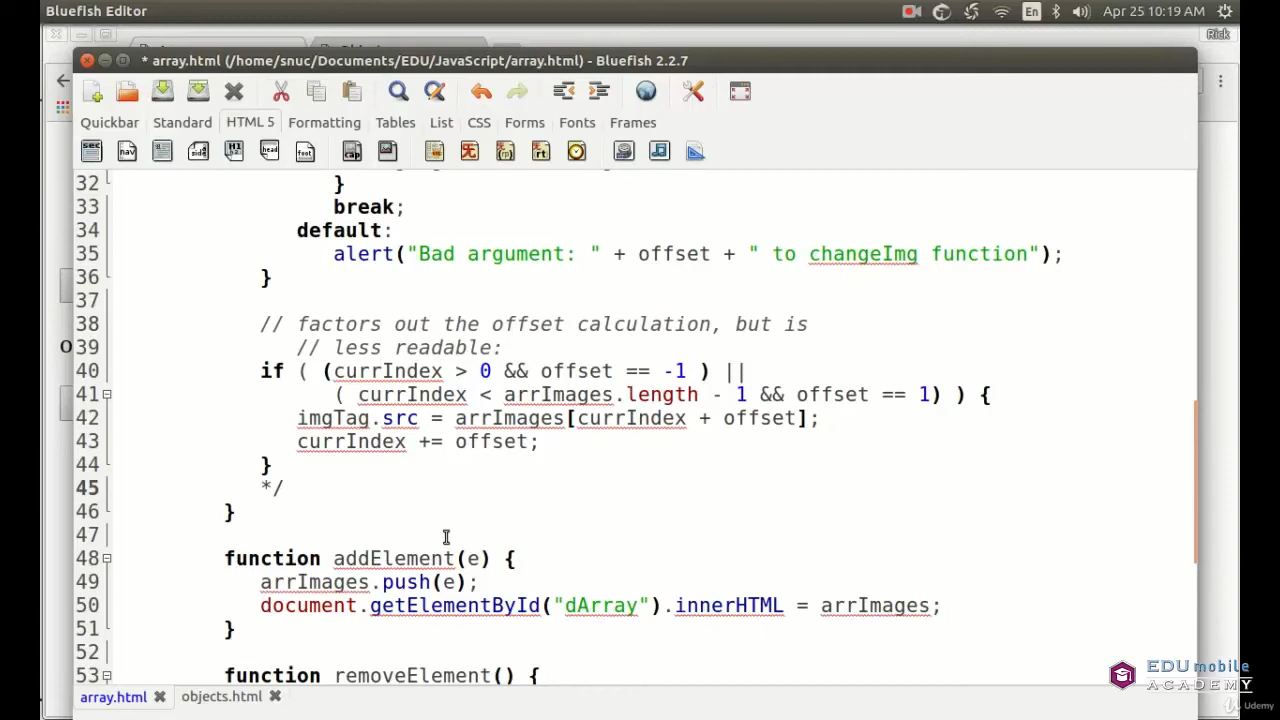 Bluefish Editor
En
Apr 25 10:19 AM
Rick
* array.html (/home/snuc/Documents/EDU/JavaScript/array.html) - Bluefish 2.2.7
Quickbar Standard HTML 5 Formatting Tables List CSS Forms Fonts Frames
32 }
33 break;
34 default:
35 alert("Bad argument: " + offset + " to changeImg function");
36 }
37
38 // factors out the offset calculation, but is
39 // less readable:
40 if ( (currIndex > 0 && offset == -1 ) ||
41 ( currIndex < arrImages.length - 1 && offset == 1) ) {
42 imgTag.src = arrImages[currIndex + offset];
43 currIndex += offset;
44 }
45 */
46 }
47
48 function addElement(e) {
49 arrImages.push(e);
50 document.getElementById("dArray").innerHTML = arrImages;
51 }
52
53 function removeElement() {
array.html objects.html
EDUmobile
ACADEMY
Udemy